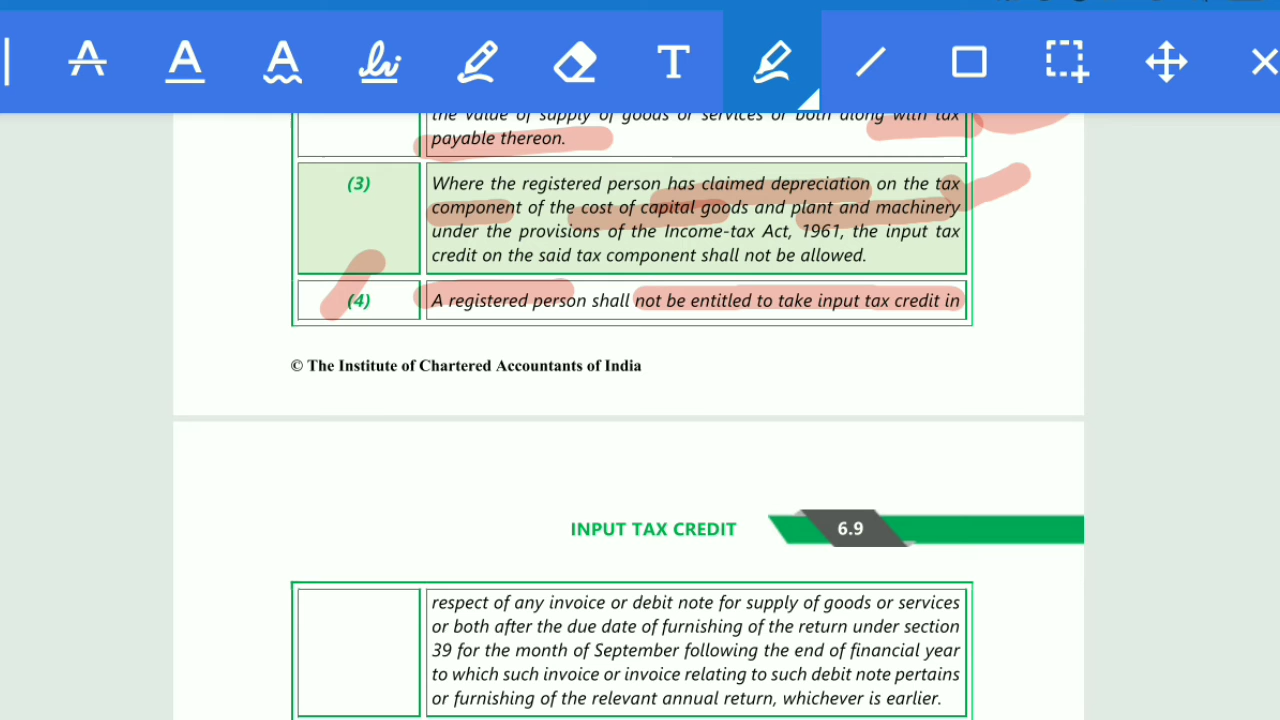 the value of supply of goods or services or both along with tax
payable thereon.
(3)
Where the registered person has claimed depreciation on the tax
component of the cost of capital goods and plant and machinery
under the provisions of the Income-tax Act, 1961, the input tax
credit on the said tax component shall not be allowed.
(4)
A registered person shall not be entitled to take input tax credit in
© The Institute of Chartered Accountants of India
INPUT TAX CREDIT
6.9
respect of any invoice or debit note for supply of goods or services
or both after the due date of furnishing of the return under section
39 for the month of September following the end of financial year
to which such invoice or invoice relating to such debit note pertains
or furnishing of the relevant annual return, whichever is earlier.